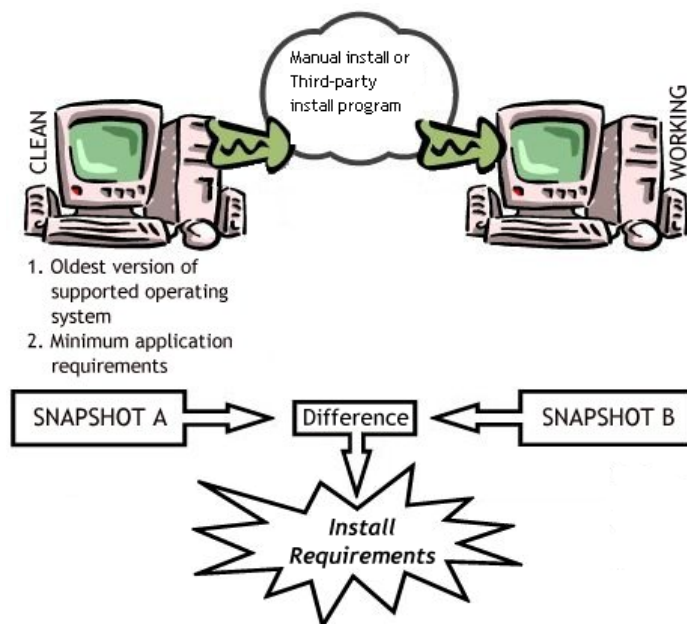 Manual install or
Third-party
install program
CLEAN
WORKING
1. Oldest version of
supported operating
system
2. Minimum application
requirements
SNAPSHOT A
Difference
SNAPSHOT B
Install
Requirements